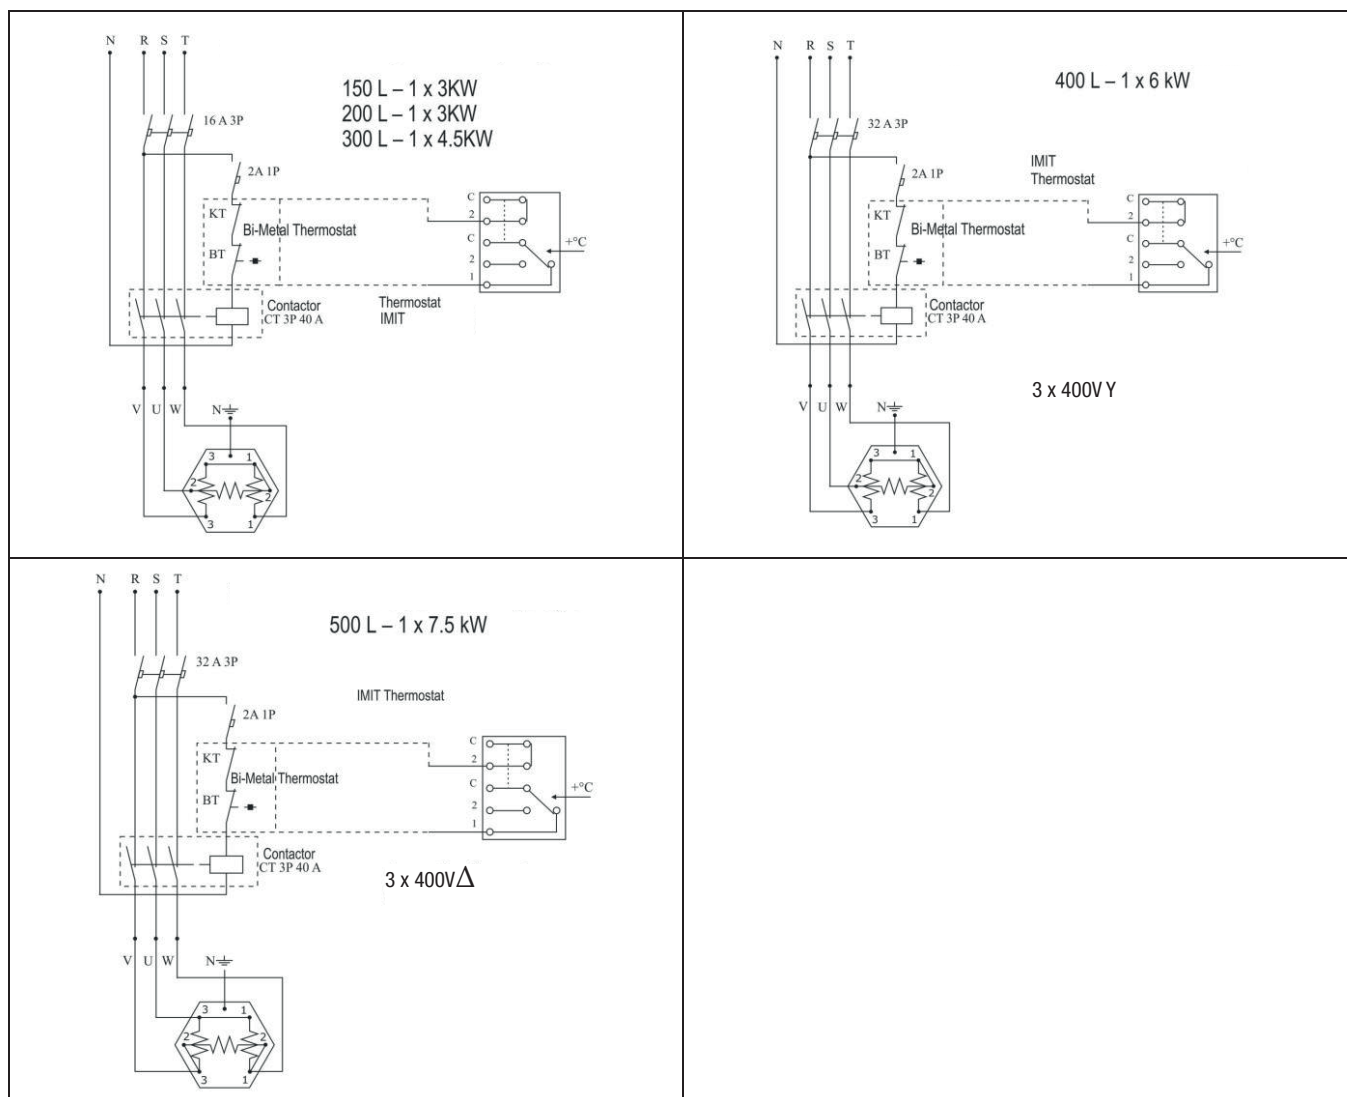 N R S T
150 L – 1 x 3KW
200 L – 1 x 3KW
300 L – 1 x 4.5KW
16 A 3P
2A 1P
KT
Bi-Metal Thermostat
BT
C
2
C
2
1
+°C
Thermostat
IMIT
Contactor
CT 3P 40 A
V U W N
3 1
2 2
3 1
N R S T
400 L – 1 x 6 kW
32 A 3P
2A 1P
IMIT
Thermostat
KT
Bi-Metal Thermostat
BT
C
2
C
2
1
+°C
Contactor
CT 3P 40 A
3 x 400V Y
V U W N
3 1
2 2
3 1
N R S T
500 L – 1 x 7.5 kW
32 A 3P
IMIT Thermostat
2A 1P
KT
Bi-Metal Thermostat
BT
C
2
C
2
1
+°C
Contactor
CT 3P 40 A
3 x 400VΔ
V U W N
3 1
2 2
3 1